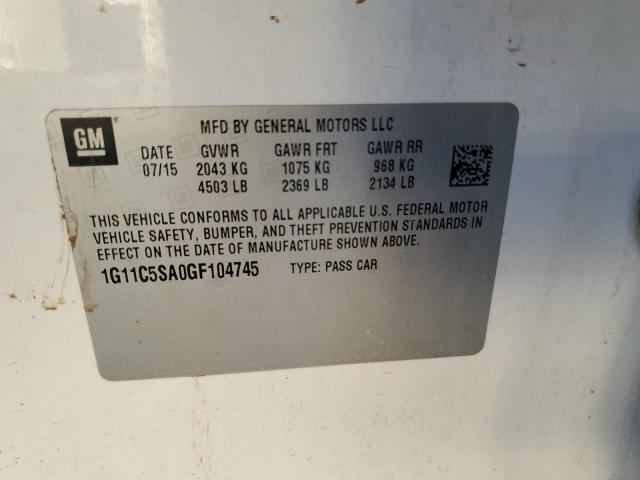 GM
MFD BY GENERAL MOTORS LLC
DATE GVWR GAWR FRT GAWR RR
07/15 2043 KG 1075 KG 968 KG
4503 LB 2369 LB 2134 LB
THIS VEHICLE CONFORMS TO ALL APPLICABLE U.S. FEDERAL MOTOR
VEHICLE SAFETY, BUMPER, AND THEFT PREVENTION STANDARDS IN
EFFECT ON THE DATE OF MANUFACTURE SHOWN ABOVE.
1G11C5SA0GF104745 TYPE: PASS CAR